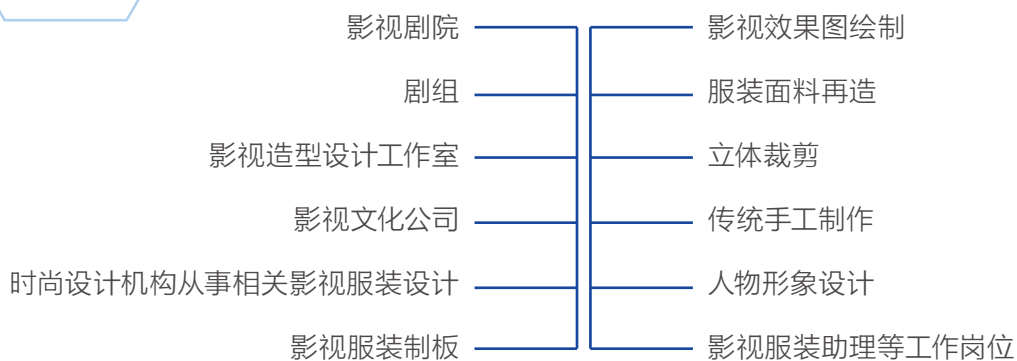 影视剧院
剧组
影视造型设计工作室
影视文化公司
时尚设计机构从事相关影视服装设计
影视服装制板
影视效果图绘制
服装面料再造
立体裁剪
传统手工制作
人物形象设计
影视服装助理等工作岗位